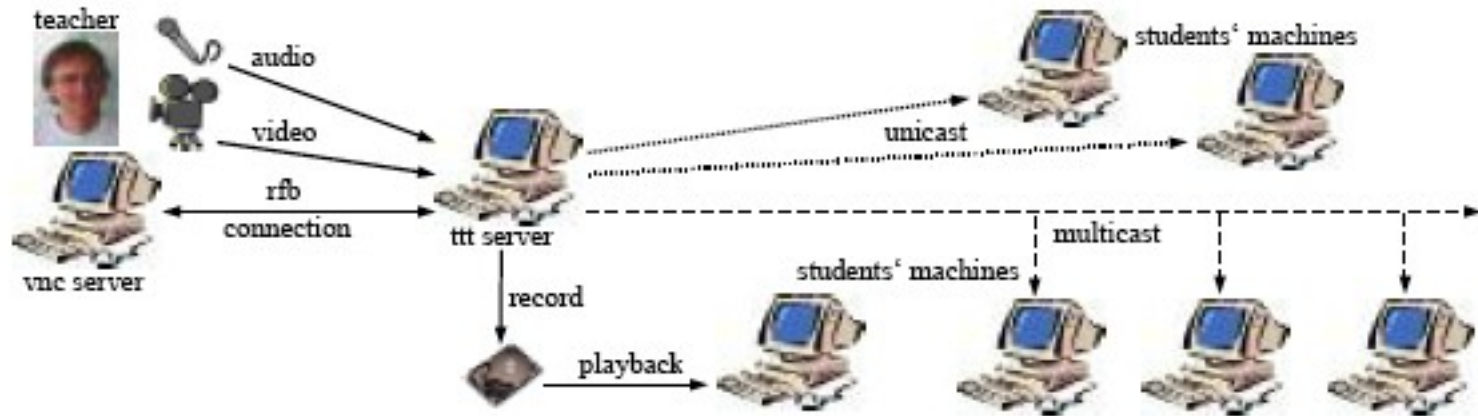 teacher
audio
students‘ machines
unicast
video
rfb
connection
ttt server
multicast
vnc server
students‘ machines
record
playback